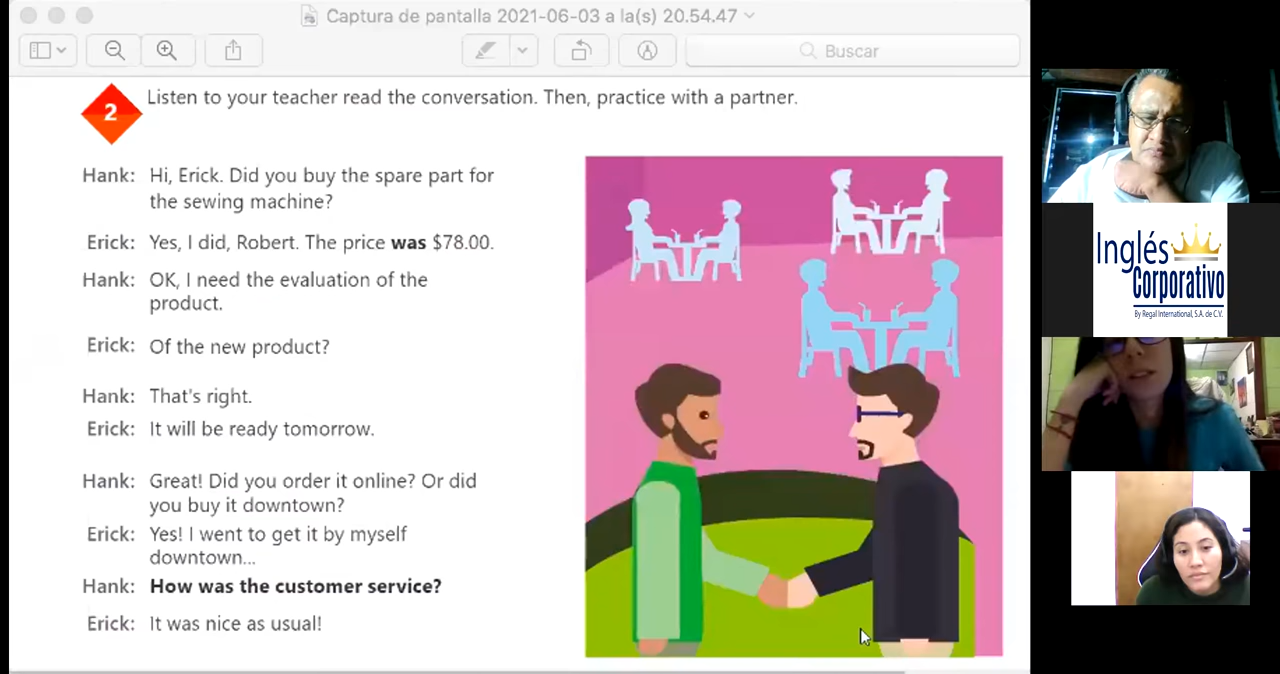 Captura de pantalla 2021-06-03 a la(s) 20.54.47
Buscar
2
Listen to your teacher read the conversation. Then, practice with a partner.
Hank: Hi, Erick. Did you buy the spare part for
the sewing machine?
Erick: Yes, I did, Robert. The price was $78.00.
Hank: OK, I need the evaluation of the
product.
Erick: Of the new product?
Hank: That's right.
Erick: It will be ready tomorrow.
Hank: Great! Did you order it online? Or did
you buy it downtown?
Erick: Yes! I went to get it by myself
downtown...
Hank: How was the customer service?
Erick: It was nice as usual!
Inglés
Corporativo
By Regal International, S.A. de C.V.